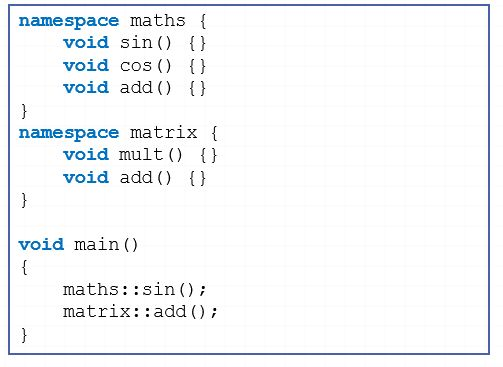 namespace maths {
    void sin() {}
    void cos() {}
    void add() {}
}
namespace matrix {
    void mult() {}
    void add() {}
}
void main()
{
    maths::sin();
    matrix::add();
}